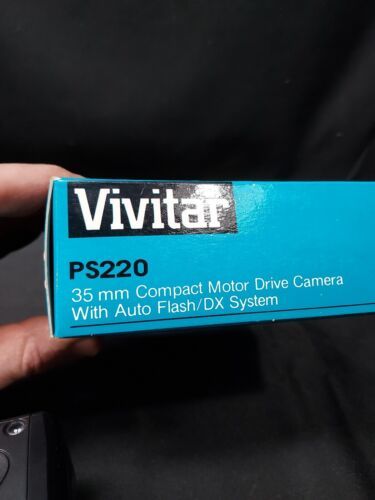 Vivitar
PS220
35 mm Compact Motor Drive Camera
With Auto Flash/DX System